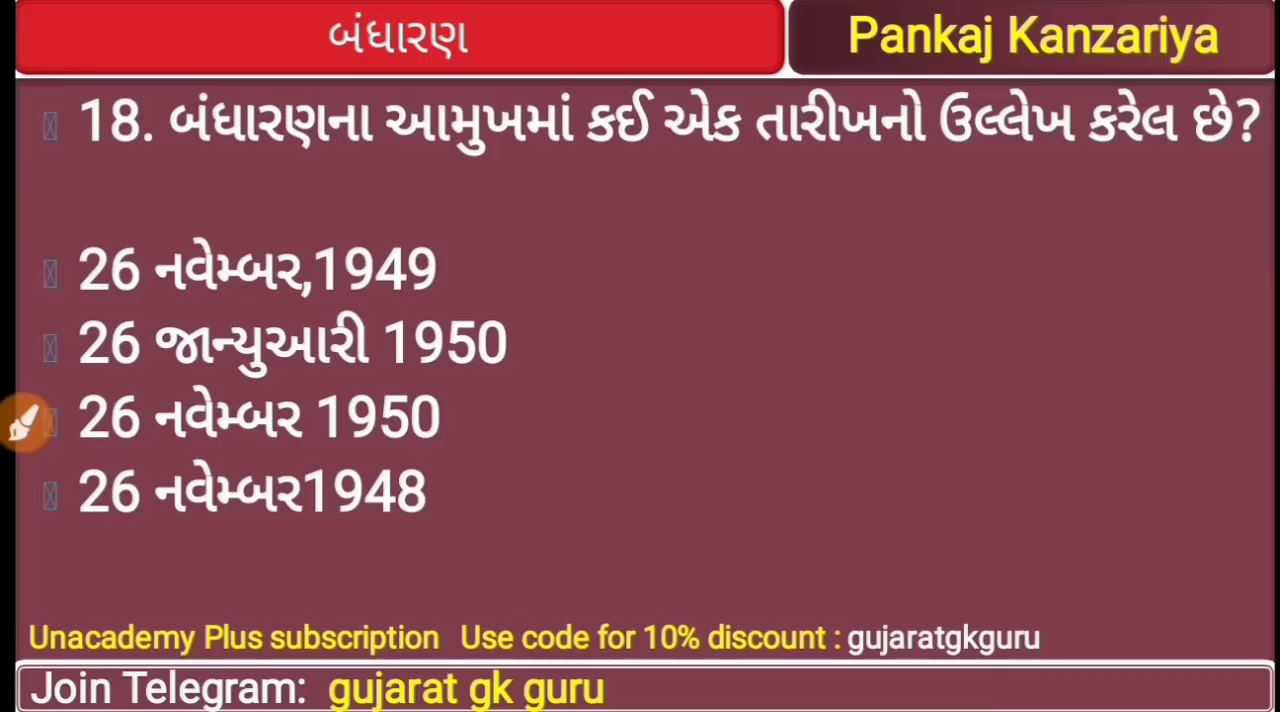 બંધારણ
Pankaj Kanzariya
18. બંધારણના આમુખમાં કઈ એક તારીખનો ઉલ્લેખ કરેલ છે?
26 નવેમ્બર,1949
26 જાન્યુઆરી 1950
26 નવેમ્બર 1950
26 નવેમ્બર1948
Unacademy Plus subscription Use code for 10% discount : gujaratgkguru
Join Telegram: gujarat gk guru